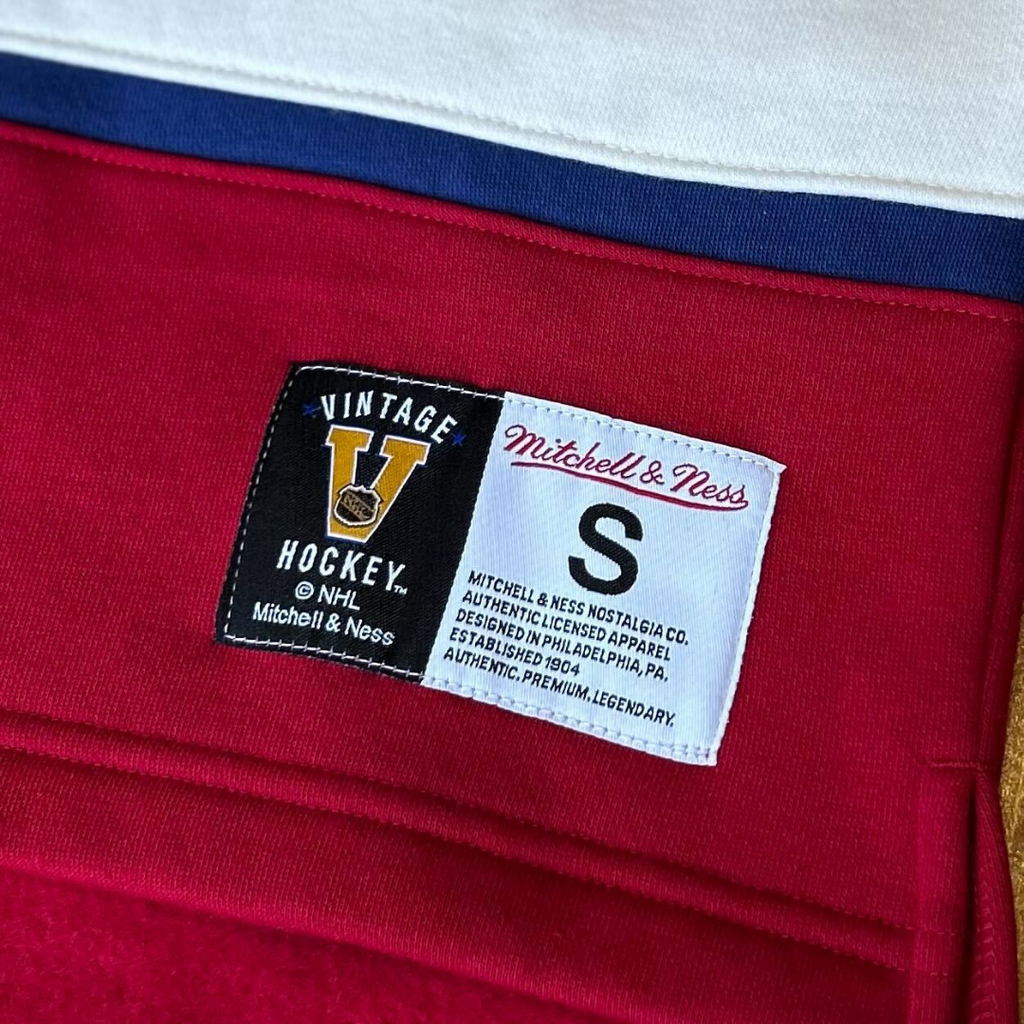 VINTAGE
HOCKEY™
© NHL
Mitchell & Ness
Mitchell & Ness
S
MITCHELL & NESS NOSTALGIA CO.
AUTHENTIC LICENSED APPAREL
DESIGNED IN PHILADELPHIA, PA.
ESTABLISHED 1904
AUTHENTIC. PREMIUM. LEGENDARY.